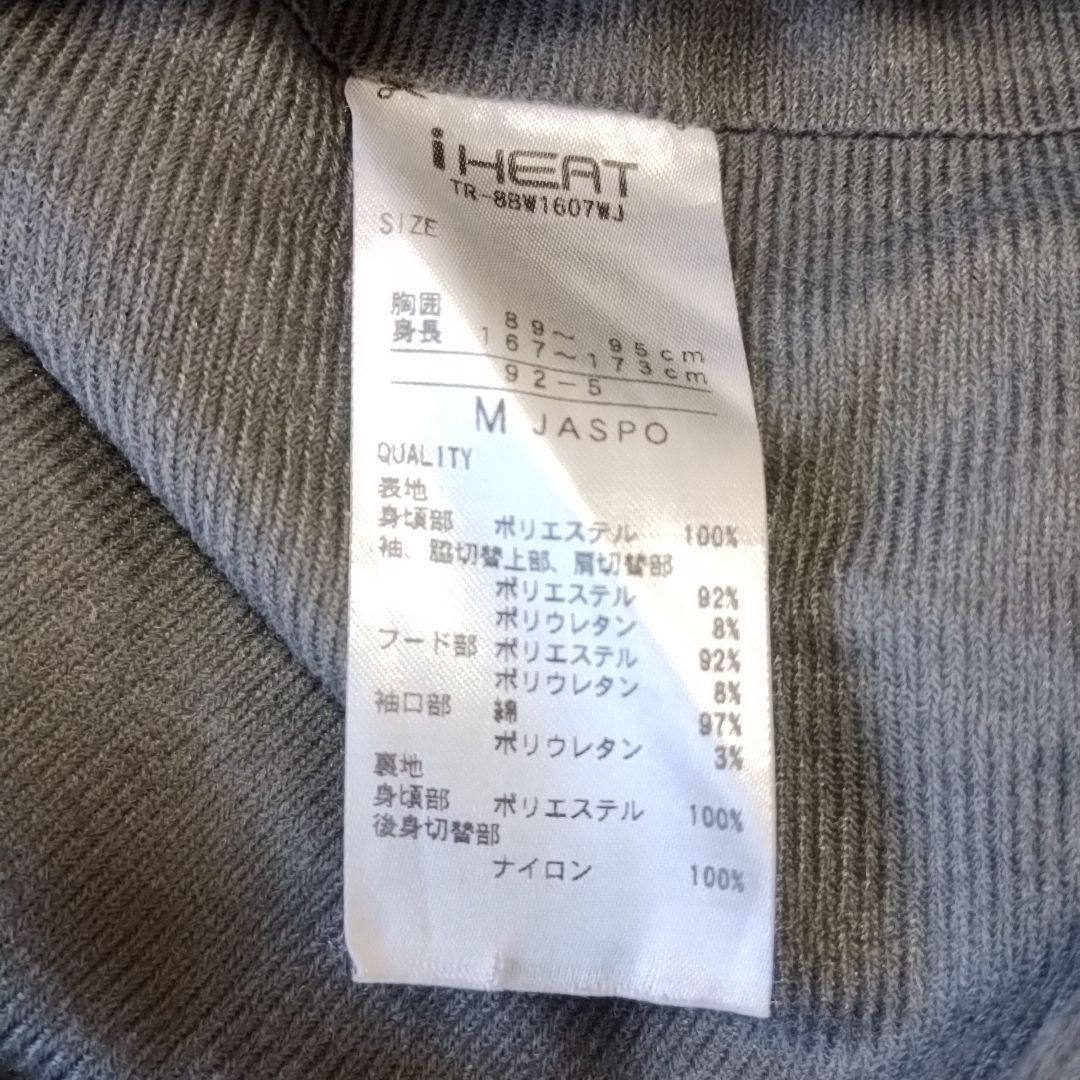 i HEAT
TR-8BW1607WJ
SIZE
胸囲 89～ 95cm
身長 167～173cm
92-5
M JASPO
QUALITY
表地
身頃部 ポリエステル 100%
袖、脇切替上部、肩切替部
ポリエステル 92%
ポリウレタン 8%
フード部 ポリエステル 92%
ポリウレタン 8%
袖口部 綿 97%
ポリウレタン 3%
裏地
身頃部 ポリエステル 100%
後身切替部
ナイロン 100%